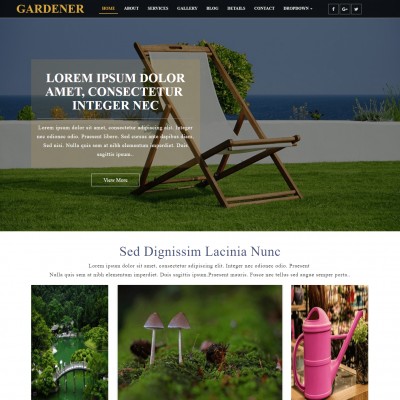 GARDENER
HOME ABOUT SERVICES GALLERY BLOG DETAILS CONTACT DROPDOWN
LOREM IPSUM DOLOR
AMET, CONSECTETUR
INTEGER NEC
Lorem ipsum dolor sit amet, consectetur adipiscing elit. Integer
nec odio. Praesent libero. Sed cursus ante dapibus diam.
Sed nisi. Nulla quis sem at nibh elementum imperdiet. Duis
sagittis ipsum..
View More
Sed Dignissim Lacinia Nunc
Lorem ipsum dolor sit amet, consectetur adipiscing elit. Integer nec odio. Praesent
Nulla quis sem at nibh elementum imperdiet. Duis sagittis ipsum.Praesent mauris. Fusce nec tellus sed augue semper porta..